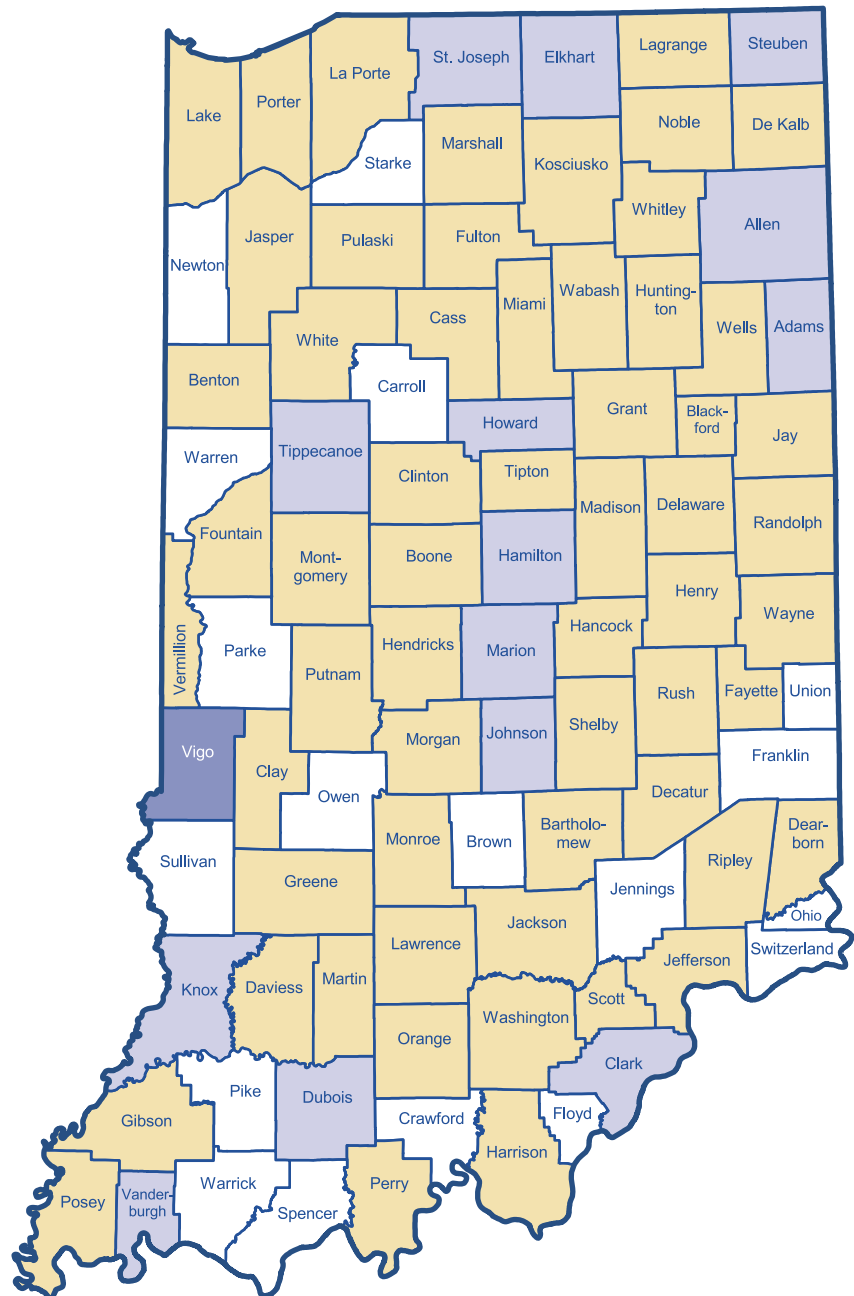 St. Joseph
Elkhart
Lagrange
Steuben
La Porte
Lake
Porter
Noble
De Kalb
Marshall
Starke
Kosciusko
Whitley
Allen
Newton
Jasper
Pulaski
Fulton
Miami
Wabash
Hunting-
ton
Wells
Adams
White
Cass
Benton
Carroll
Grant
Black-
ford
Jay
Howard
Warren
Tippecanoe
Clinton
Tipton
Madison
Delaware
Randolph
Fountain
Mont-
gomery
Boone
Hamilton
Henry
Wayne
Vermillion
Parke
Putnam
Hendricks
Marion
Hancock
Rush
Fayette
Union
Vigo
Clay
Morgan
Johnson
Shelby
Franklin
Owen
Decatur
Monroe
Brown
Bartholo-
mew
Dear-
born
Sullivan
Greene
Jennings
Ripley
Ohio
Jackson
Lawrence
Switzerland
Jefferson
Knox
Daviess
Martin
Scott
Washington
Orange
Clark
Pike
Dubois
Crawford
Floyd
Gibson
Harrison
Posey
Vander-
burgh
Warrick
Spencer
Perry